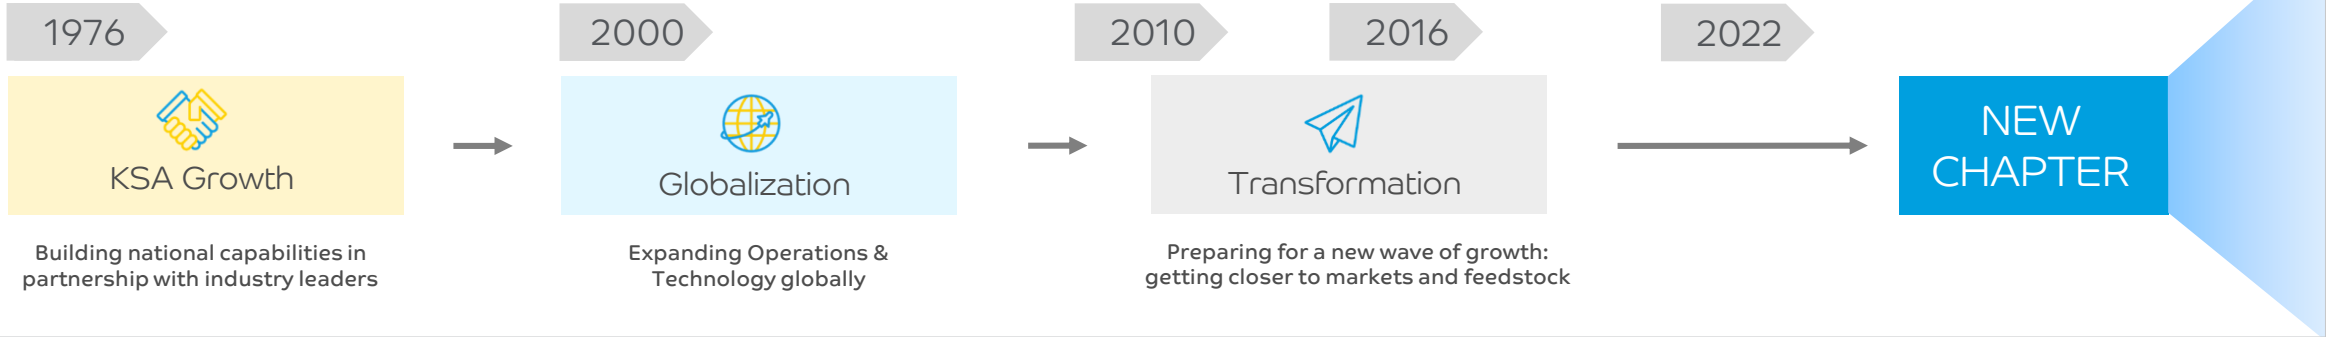 1976
2000
2010
2016
2022
KSA Growth
Globalization
Transformation
NEW
CHAPTER
Building national capabilities in
partnership with industry leaders
Expanding Operations &
Technology globally
Preparing for a new wave of growth:
getting closer to markets and feedstock